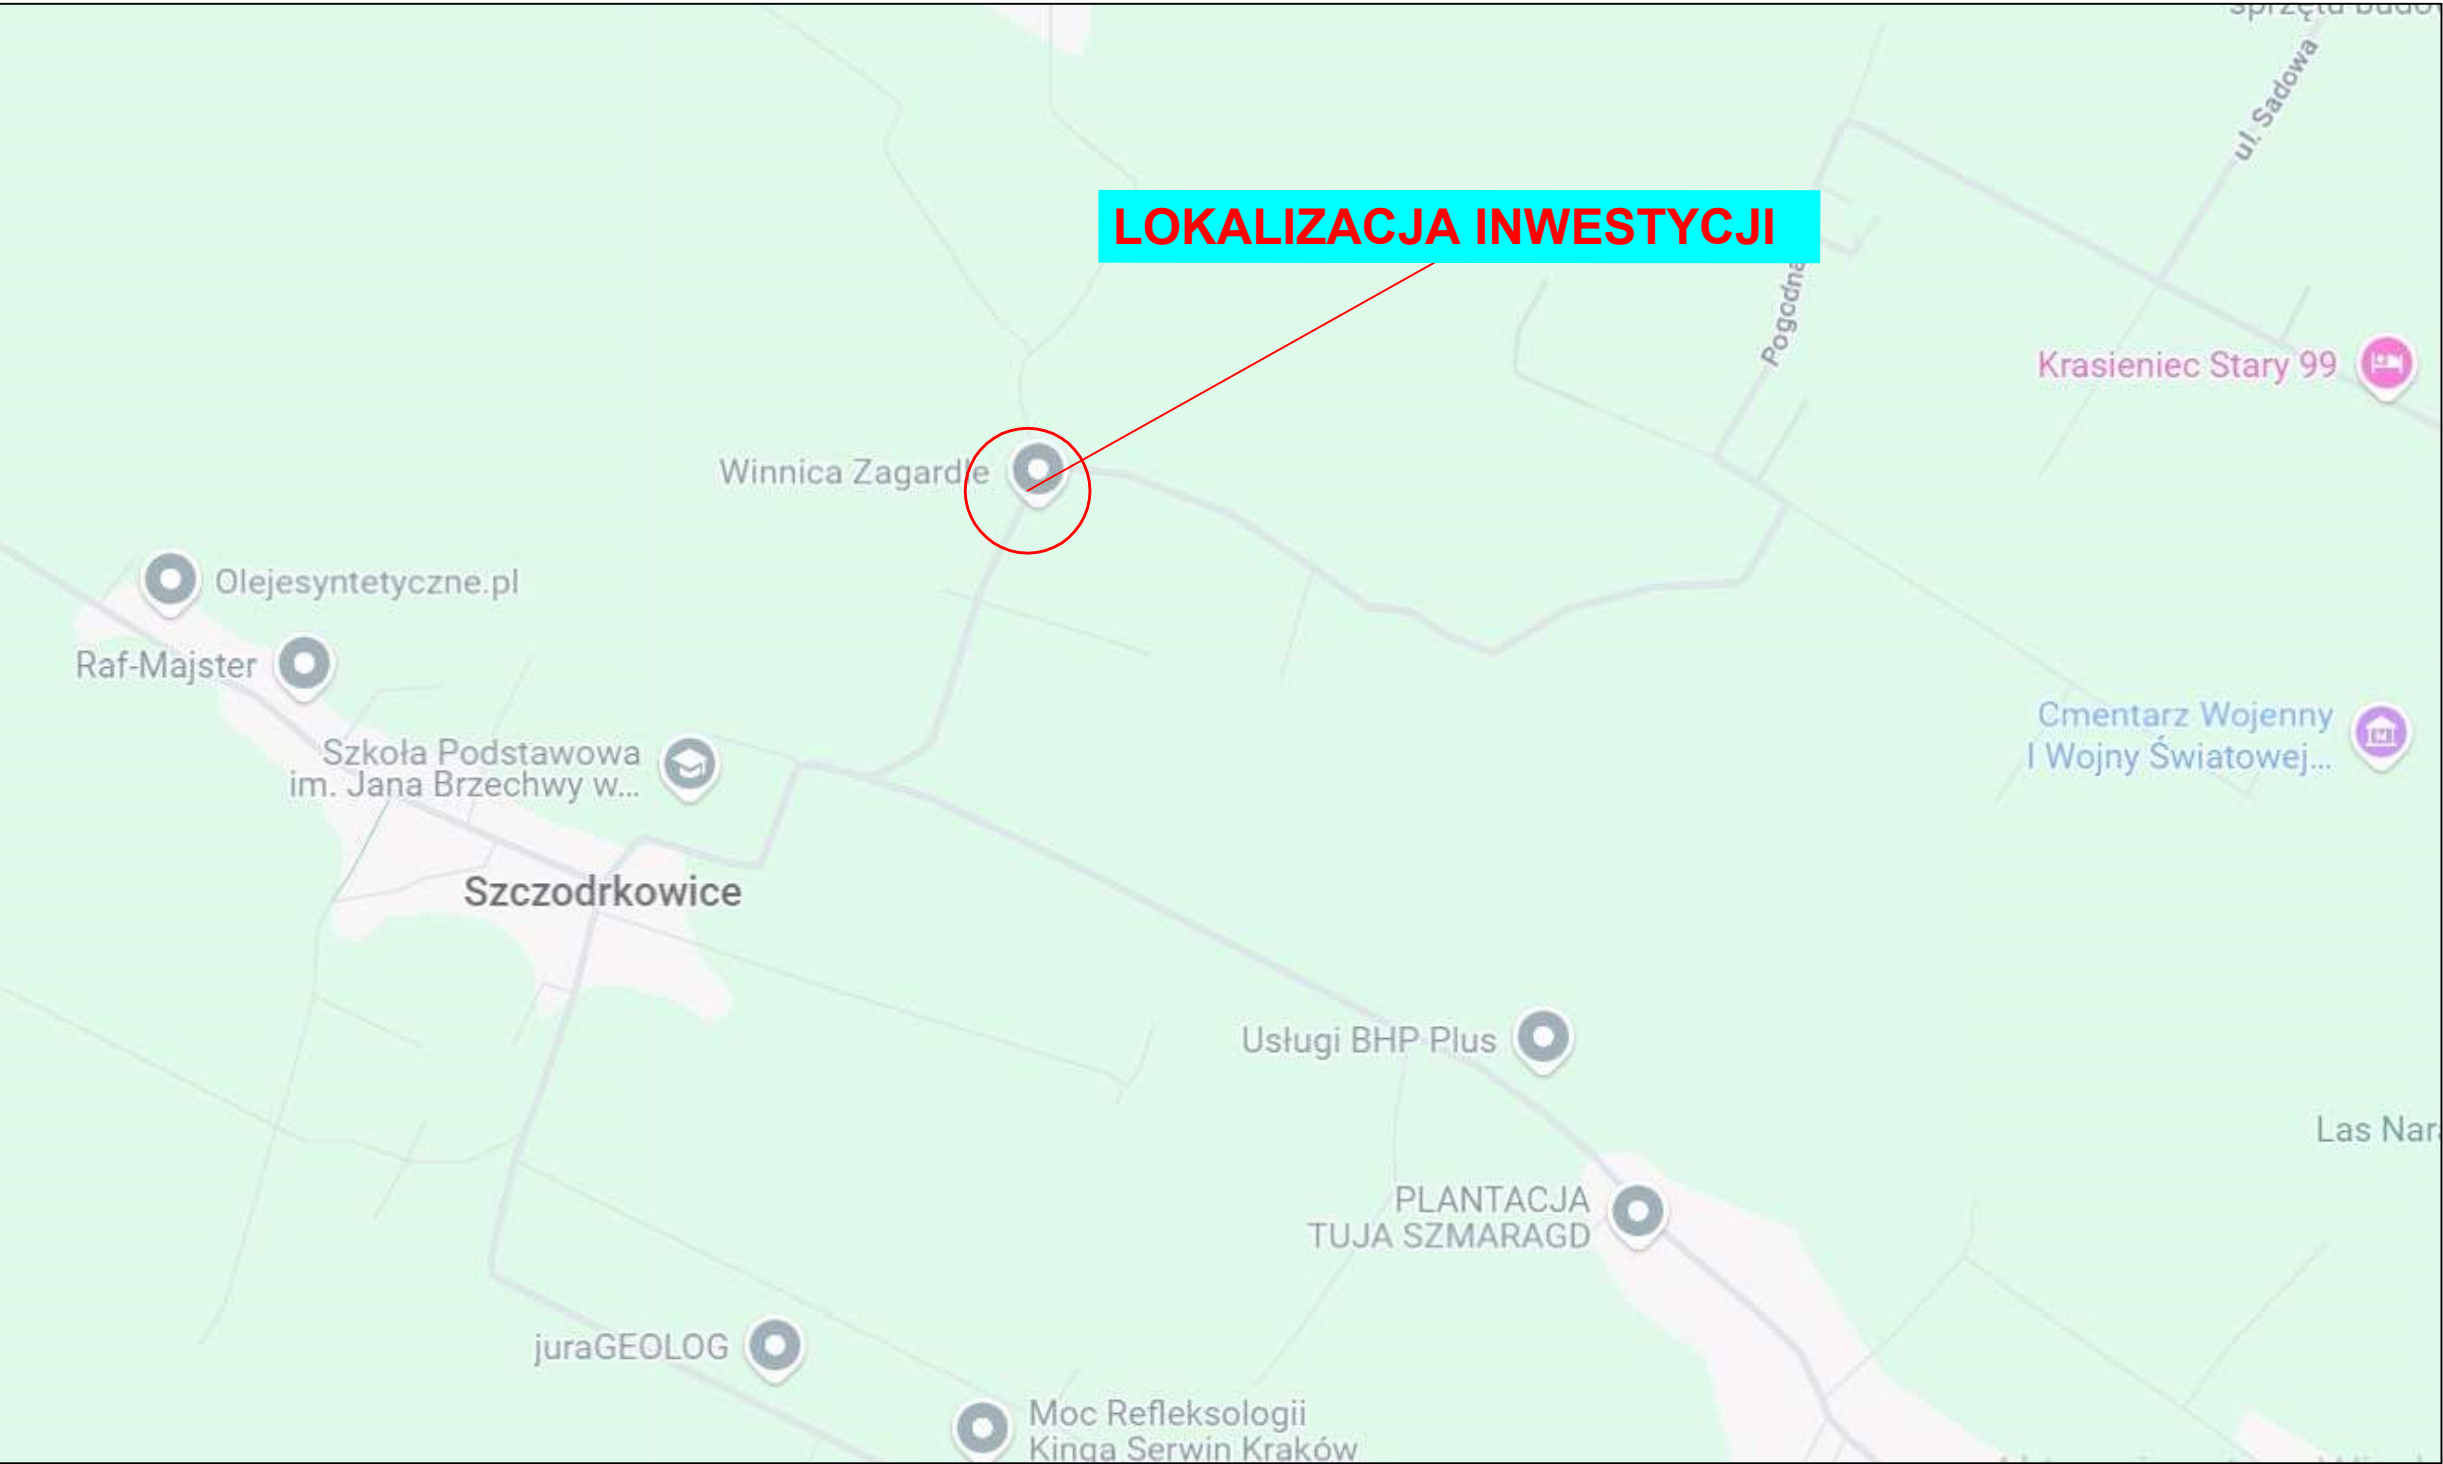 sprzętu budo
ul. Sadowa
LOKALIZACJA INWESTYCJI
Pogodna
Krasieniec Stary 99
Winnica Zagardle
Olejesyntetyczne.pl
Raf-Majster
Szkoła Podstawowa
im. Jana Brzechwy w...
Cmentarz Wojenny
I Wojny Światowej...
Szczodrkowice
Usługi BHP Plus
Las Nar
PLANTACJA
TUJA SZMARAGD
juraGEOLOG
Moc Refleksologii
Kinga Serwin Kraków